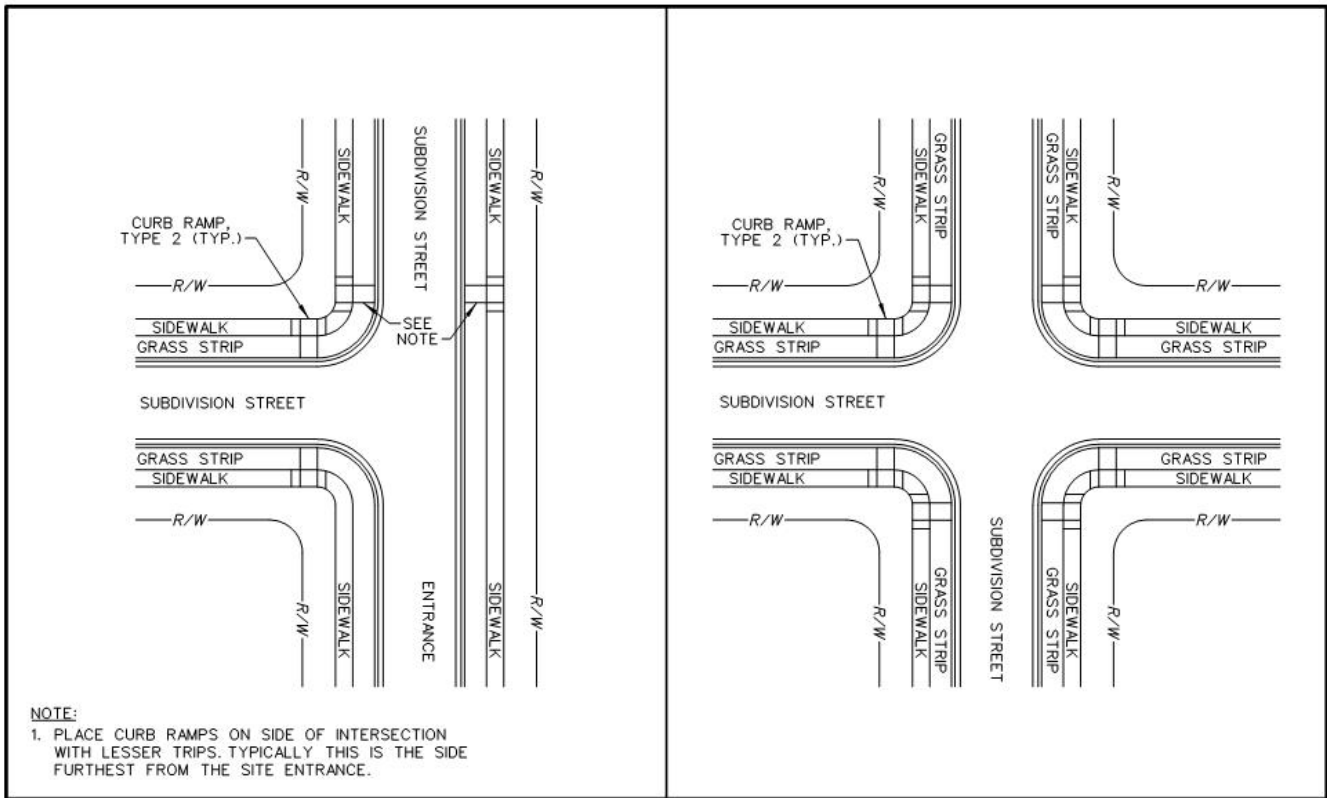 SUBDIVISION STREET
SIDEWALK
SIDEWALK
R/W
R/W
CURB RAMP,
TYPE 2 (TYP.)
R/W
SEE
NOTE
SIDEWALK
GRASS STRIP
SUBDIVISION STREET
GRASS STRIP
SIDEWALK
R/W
R/W
SIDEWALK
ENTRANCE
SIDEWALK
R/W
NOTE:
1. PLACE CURB RAMPS ON SIDE OF INTERSECTION
WITH LESSER TRIPS. TYPICALLY THIS IS THE SIDE
FURTHEST FROM THE SITE ENTRANCE.
R/W
SIDEWALK
GRASS STRIP
GRASS STRIP
SIDEWALK
R/W
CURB RAMP,
TYPE 2 (TYP.)
R/W
R/W
SIDEWALK
GRASS STRIP
SIDEWALK
GRASS STRIP
SUBDIVISION STREET
GRASS STRIP
SIDEWALK
GRASS STRIP
SIDEWALK
R/W
R/W
R/W
SIDEWALK
GRASS STRIP
SUBDIVISION STREET
GRASS STRIP
SIDEWALK
R/W